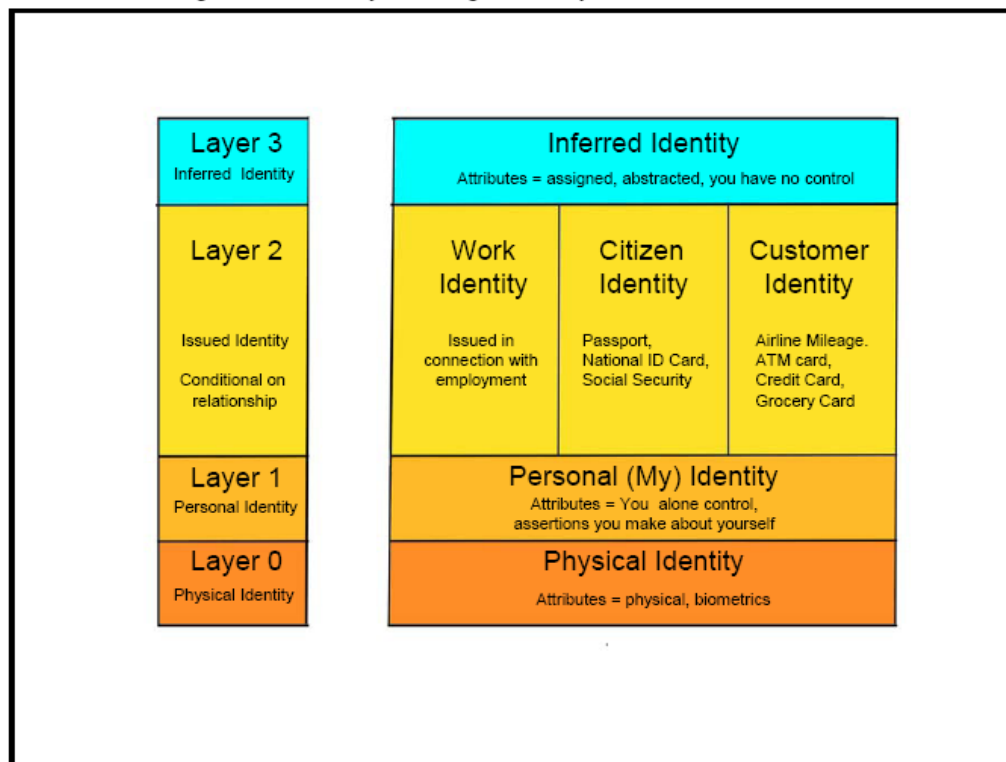 Layer 3
Inferred Identity
Inferred Identity
Attributes = assigned, abstracted, you have no control
Layer 2
Issued Identity
Conditional on
relationship
Work
Identity
Issued in
connection with
employment
Citizen
Identity
Passport,
National ID Card,
Social Security
Customer
Identity
Airline Mileage.
ATM card,
Credit Card,
Grocery Card
Layer 1
Personal Identity
Personal (My) Identity
Attributes = You alone control,
assertions you make about yourself
Layer 0
Physical Identity
Physical Identity
Attributes = physical, biometrics